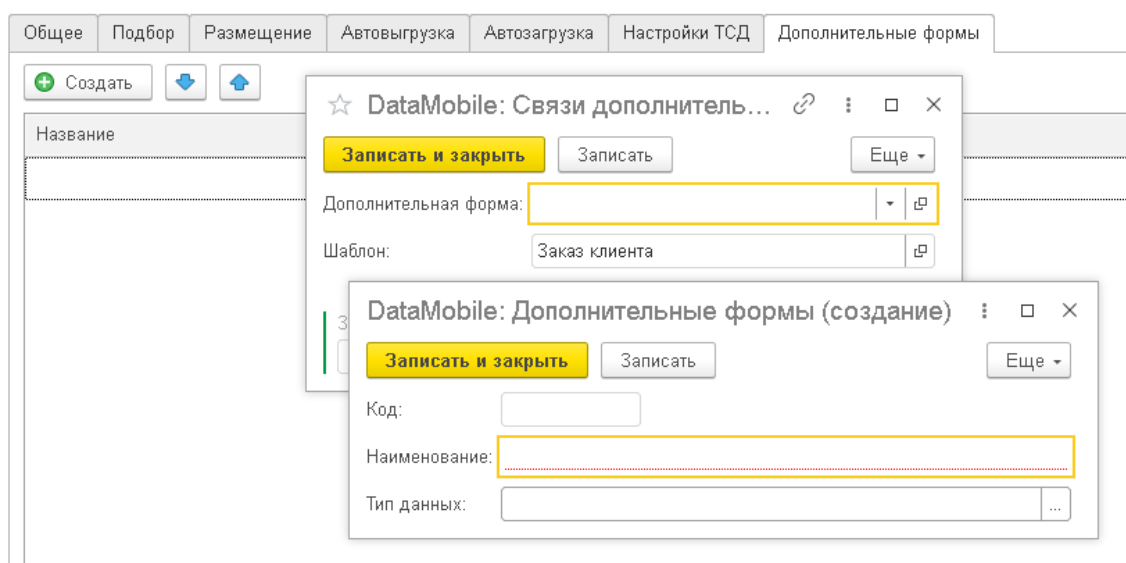 Общее Подбор Размещение Автовыгрузка Автозагрузка Настройки ТСД Дополнительные формы
Создать
Название
DataMobile: Связи дополнитель...
Записать и закрыть Записать Еще
Дополнительная форма:
Шаблон: Заказ клиента
DataMobile: Дополнительные формы (создание)
Записать и закрыть Записать Еще
Код:
Наименование:
Тип данных: ...